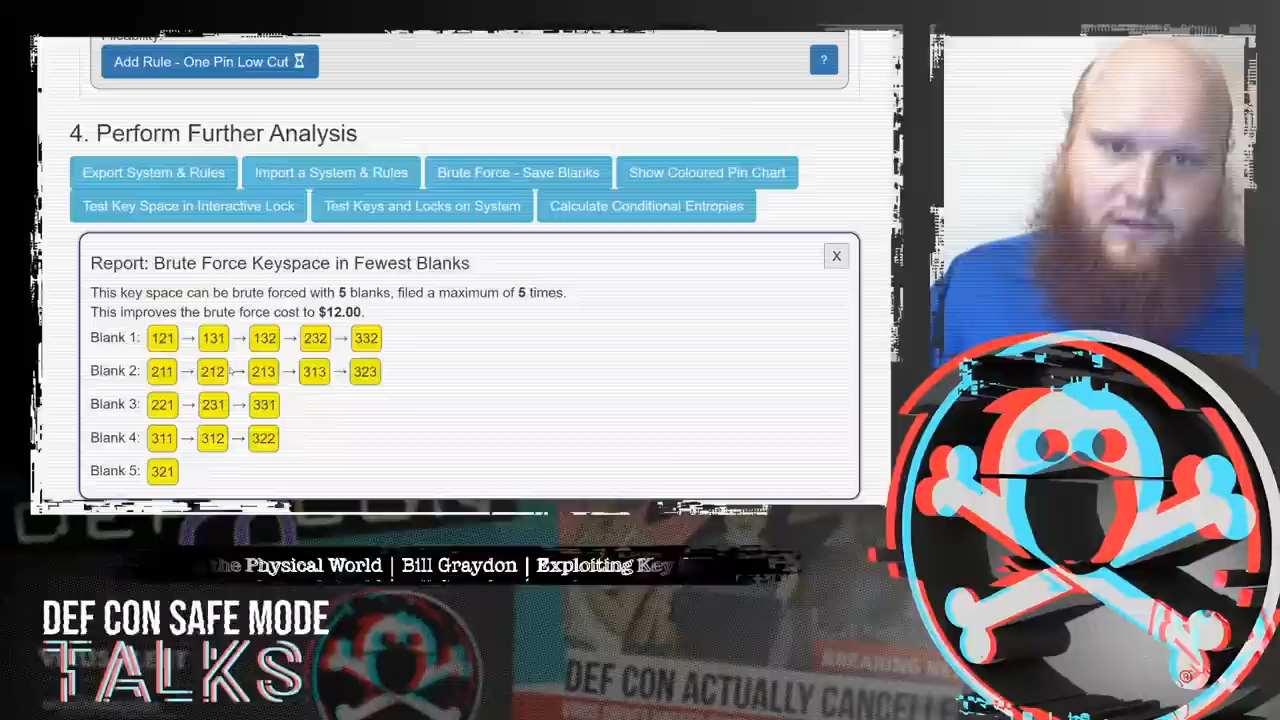 Add Rule - One Pin Low Cut
?
4. Perform Further Analysis
Export System & Rules Import a System & Rules Brute Force - Save Blanks Show Coloured Pin Chart
Test Key Space in Interactive Lock Test Keys and Locks on System Calculate Conditional Entropies
Report: Brute Force Keyspace in Fewest Blanks
X
This key space can be brute forced with 5 blanks, filed a maximum of 5 times.
This improves the brute force cost to $12.00.
Blank 1: 121 → 131 → 132 → 232 → 332
Blank 2: 211 → 212 → 213 → 313 → 323
Blank 3: 221 → 231 → 331
Blank 4: 311 → 312 → 322
Blank 5: 321
the Physical World | Bill Graydon | Exploiting Key
DEF CON SAFE MODE
TALKS
DEF CON ACTUALLY CANCELLE
BREAKING NE
®